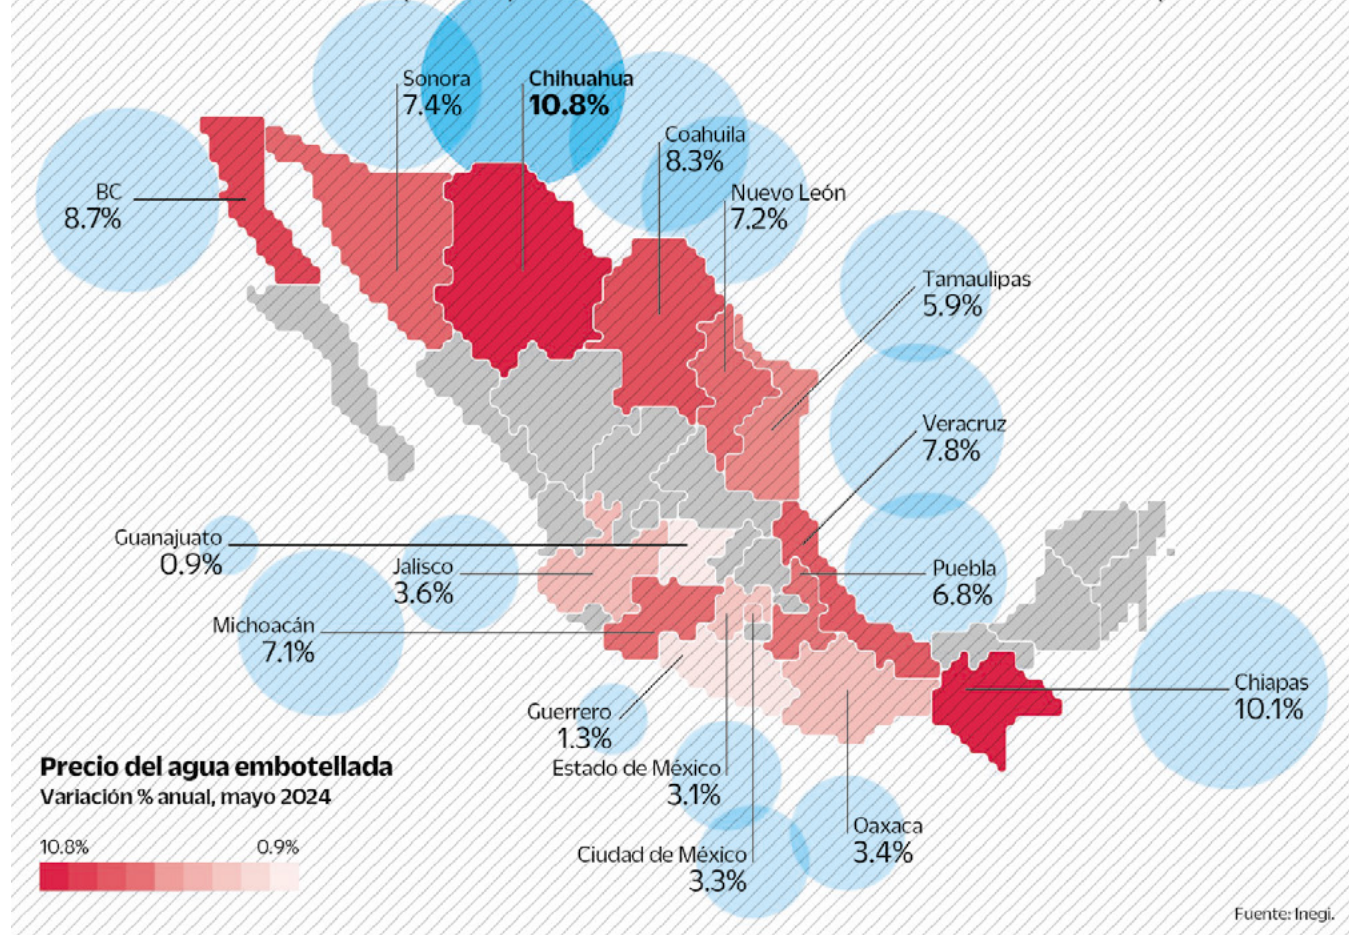 Sonora
7.4%
Chihuahua
10.8%
Coahuila
8.3%
BC
8.7%
Nuevo León
7.2%
Tamaulipas
5.9%
Veracruz
7.8%
Guanajuato
0.9%
Jalisco
3.6%
Puebla
6.8%
Michoacán
7.1%
Chiapas
10.1%
Guerrero
1.3%
Estado de México
3.1%
Oaxaca
3.4%
Ciudad de México
3.3%
Precio del agua embotellada
Variación % anual, mayo 2024
10.8% 0.9%
Fuente: Inegi.